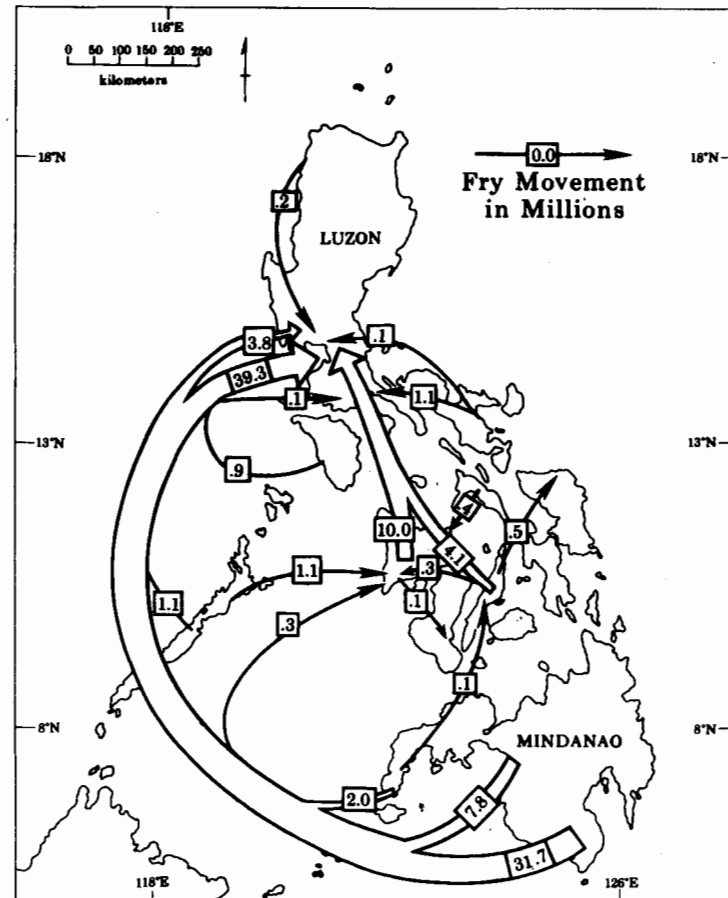 118°E
0 50 100 150 200 250
kilometers
18°N
0.0
18°N
Fry Movement
in Millions
.2
LUZON
3.8
.1
39.3
.1
1.1
13°N
13°N
.9
.4
10.0
.5
4.1
1.1
.3
1.1
.1
.3
.1
8°N
MINDANAO
8°N
2.0
7.8
31.7
118°E
126°E